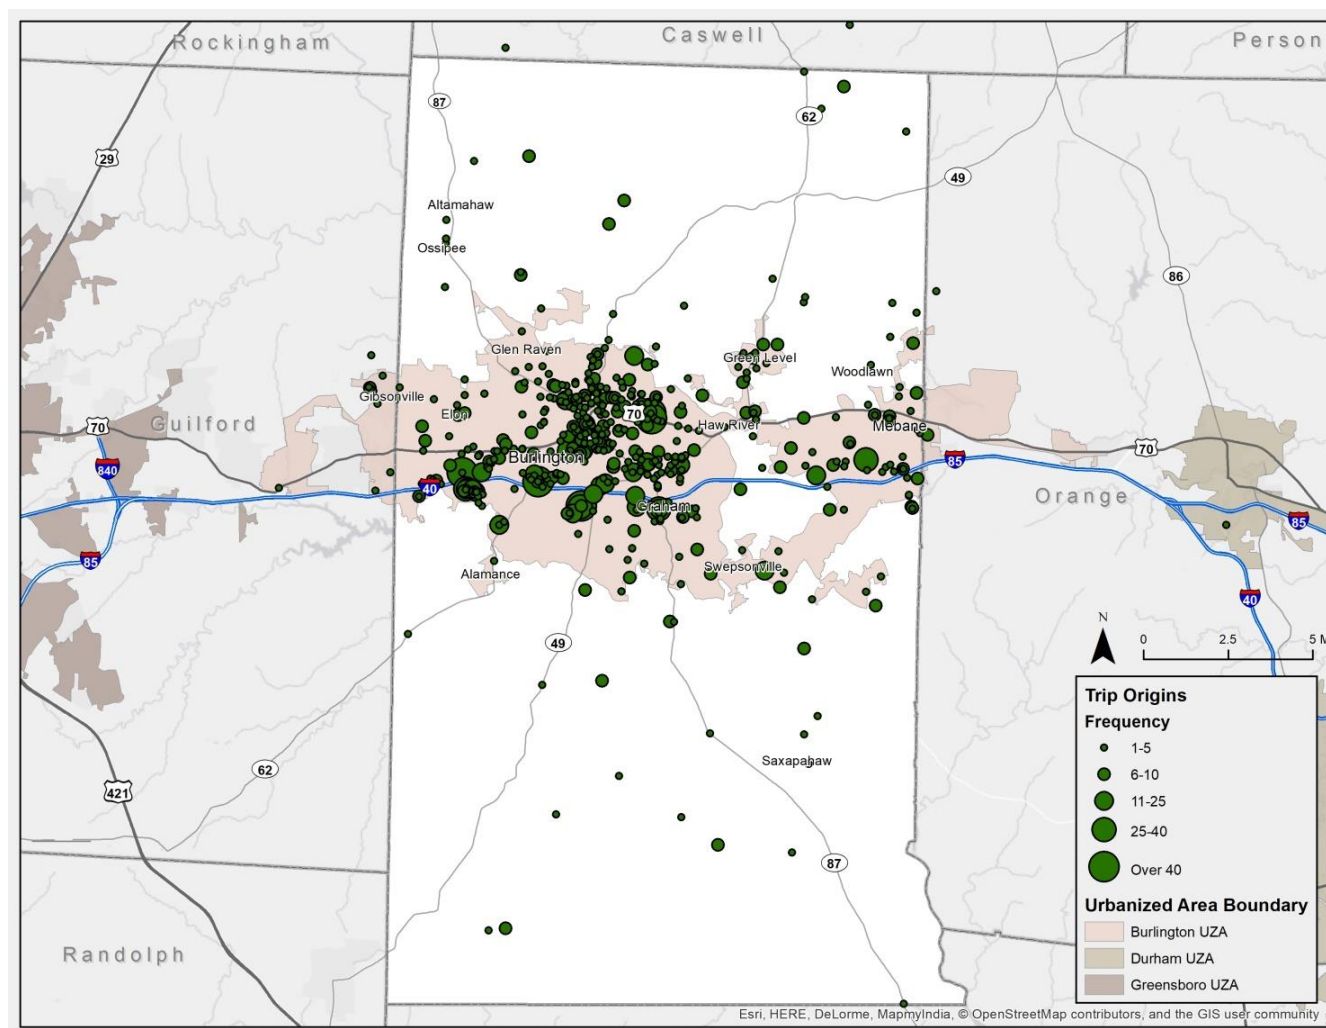 Rockingham
Caswell
Person
87
62
29
49
Altamahaw
Ossipee
86
Glen Raven
Green Level
Woodlawn
Gibsonville
Elon
70
Guilford
70
Haw River
Mebane
70
840
Burlington
85
40
Orange
Graham
85
85
Alamance
Swepsonville
40
N
49
0 2.5 5 M
Trip Origins
Frequency
1-5
6-10
11-25
25-40
Over 40
Saxapahaw
62
421
87
Urbanized Area Boundary
Burlington UZA
Durham UZA
Greensboro UZA
Randolph
Esri, HERE, DeLorme, MapmyIndia, © OpenStreetMap contributors, and the GIS user community